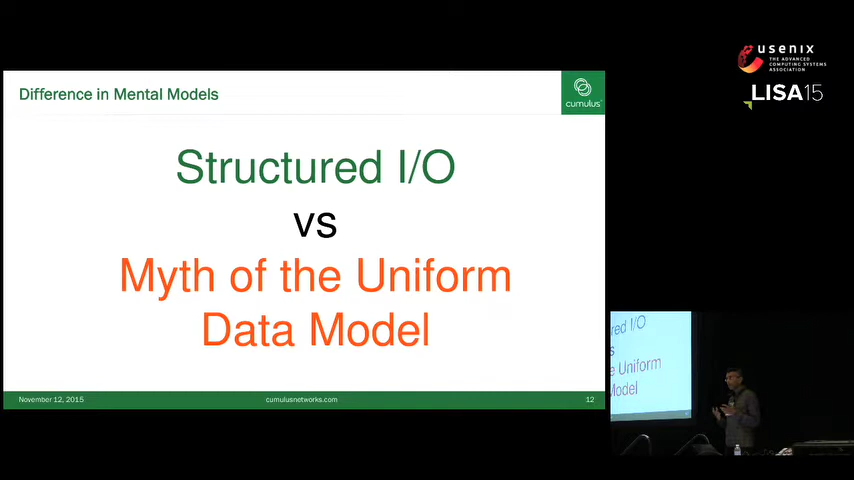 usenix
THE ADVANCED
COMPUTING SYSTEMS
ASSOCIATION
LISA15
Difference in Mental Models
cumulus
Structured I/O
vs
Myth of the Uniform
Data Model
November 12, 2015
cumulusnetworks.com
12
red I/O
s
e Uniform
Model